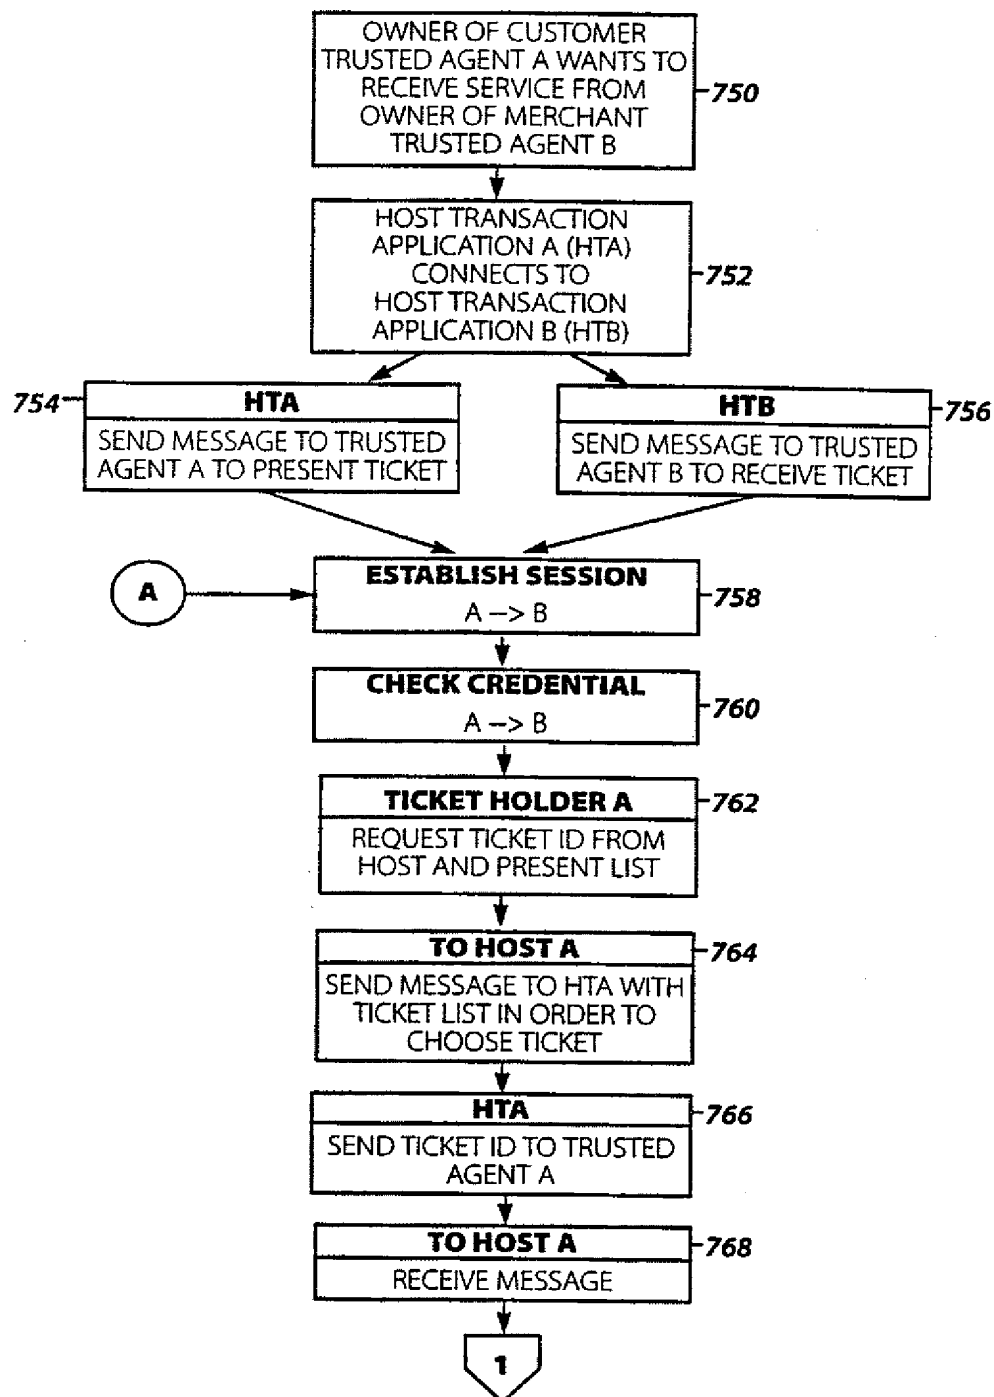 OWNER OF CUSTOMER
TRUSTED AGENT A WANTS TO
RECEIVE SERVICE FROM
OWNER OF MERCHANT
TRUSTED AGENT B
750
HOST TRANSACTION
APPLICATION A (HTA)
CONNECTS TO
HOST TRANSACTION
APPLICATION B (HTB)
752
754
HTA
SEND MESSAGE TO TRUSTED
AGENT A TO PRESENT TICKET
HTB
SEND MESSAGE TO TRUSTED
AGENT B TO RECEIVE TICKET
756
A
ESTABLISH SESSION
A –> B
758
CHECK CREDENTIAL
A –> B
760
TICKET HOLDER A
REQUEST TICKET ID FROM
HOST AND PRESENT LIST
762
TO HOST A
SEND MESSAGE TO HTA WITH
TICKET LIST IN ORDER TO
CHOOSE TICKET
764
HTA
SEND TICKET ID TO TRUSTED
AGENT A
766
TO HOST A
RECEIVE MESSAGE
768
1